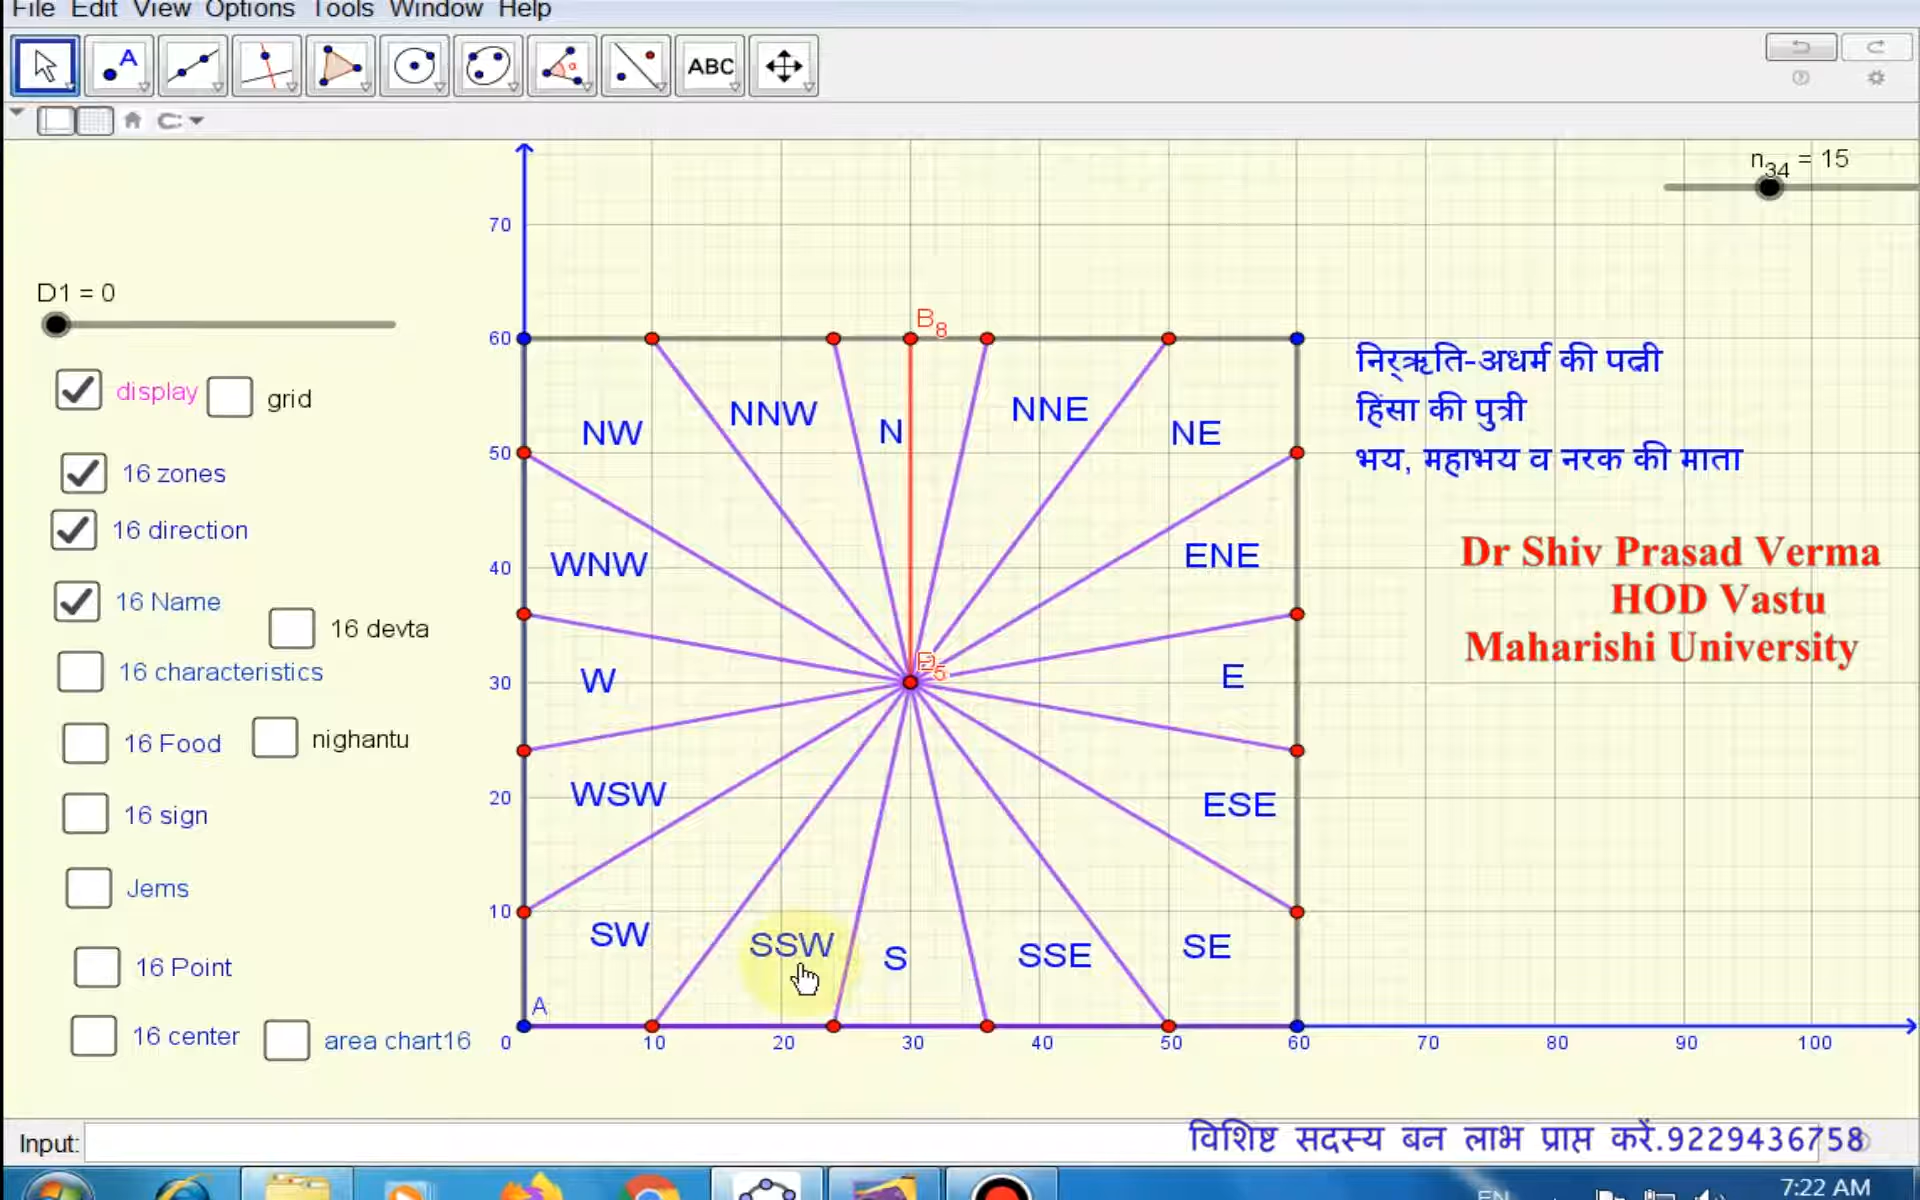 File Edit View Options Tools Window Help
ABC
n34 = 15
70
D1 = 0
B8
60
display
grid
निर्ऋति-अधर्म की पत्नी
हिंसा की पुत्री
भय, महाभय व नरक की माता
NW
NNW
N
NNE
NE
50
16 zones
16 direction
Dr Shiv Prasad Verma
HOD Vastu
Maharishi University
WNW
ENE
40
16 Name
16 devta
16 characteristics
W
E
30
16 Food
nighantu
WSW
ESE
20
16 sign
Jems
10
SW
SSW
S
SSE
SE
16 Point
A
16 center
area chart16
0 10 20 30 40 50 60 70 80 90 100
Input:
विशिष्ट सदस्य बन लाभ प्राप्त करें.9229436758
EN
7:22 AM